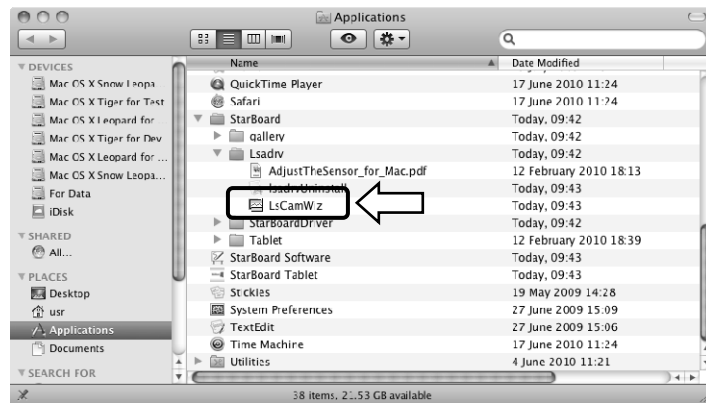 Applications
Name Date Modified
DEVICES
Mac OS X Snow Leopa
Mac OS X Tiger for Test
Mac OS X Leopard for ...
Mac OS X Tiger for Dev
Mac OS X Leopard for ...
Mac OS X Snow Leopa...
For Data
iDisk
SHARED
All...
PLACES
Desktop
usr
Applications
Documents
SEARCH FOR
QuickTime Player 17 June 2010 11:24
Safari 17 June 2010 11:24
StarBoard Today, 09:42
gallery Today, 09:42
Lsadrv Today, 09:42
AdjustTheSensor_for_Mac.pdf 12 February 2010 18:13
lsadrvUninstall Today, 09:43
LsCamWiz Today, 09:43
StarBoardDriver Today, 09:42
Tablet 12 February 2010 18:39
StarBoard Software Today, 09:43
StarBoard Tablet Today, 09:43
Stickies 19 May 2009 14:28
System Preferences 27 June 2009 15:09
TextEdit 27 June 2009 15:06
Time Machine 17 June 2010 11:24
Utilities 4 June 2010 11:21
38 items, 21.53 GB available